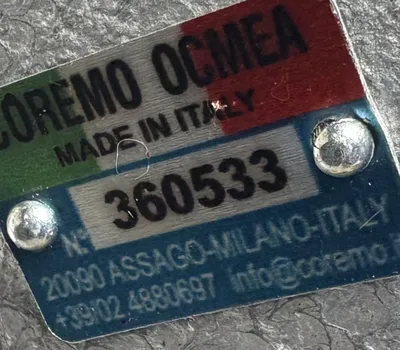 COREMO OCMEA
MADE IN ITALY
360533
N°
20090 ASSAGO-MILANO-ITALY
+39/02.4880697 info@coremo.i